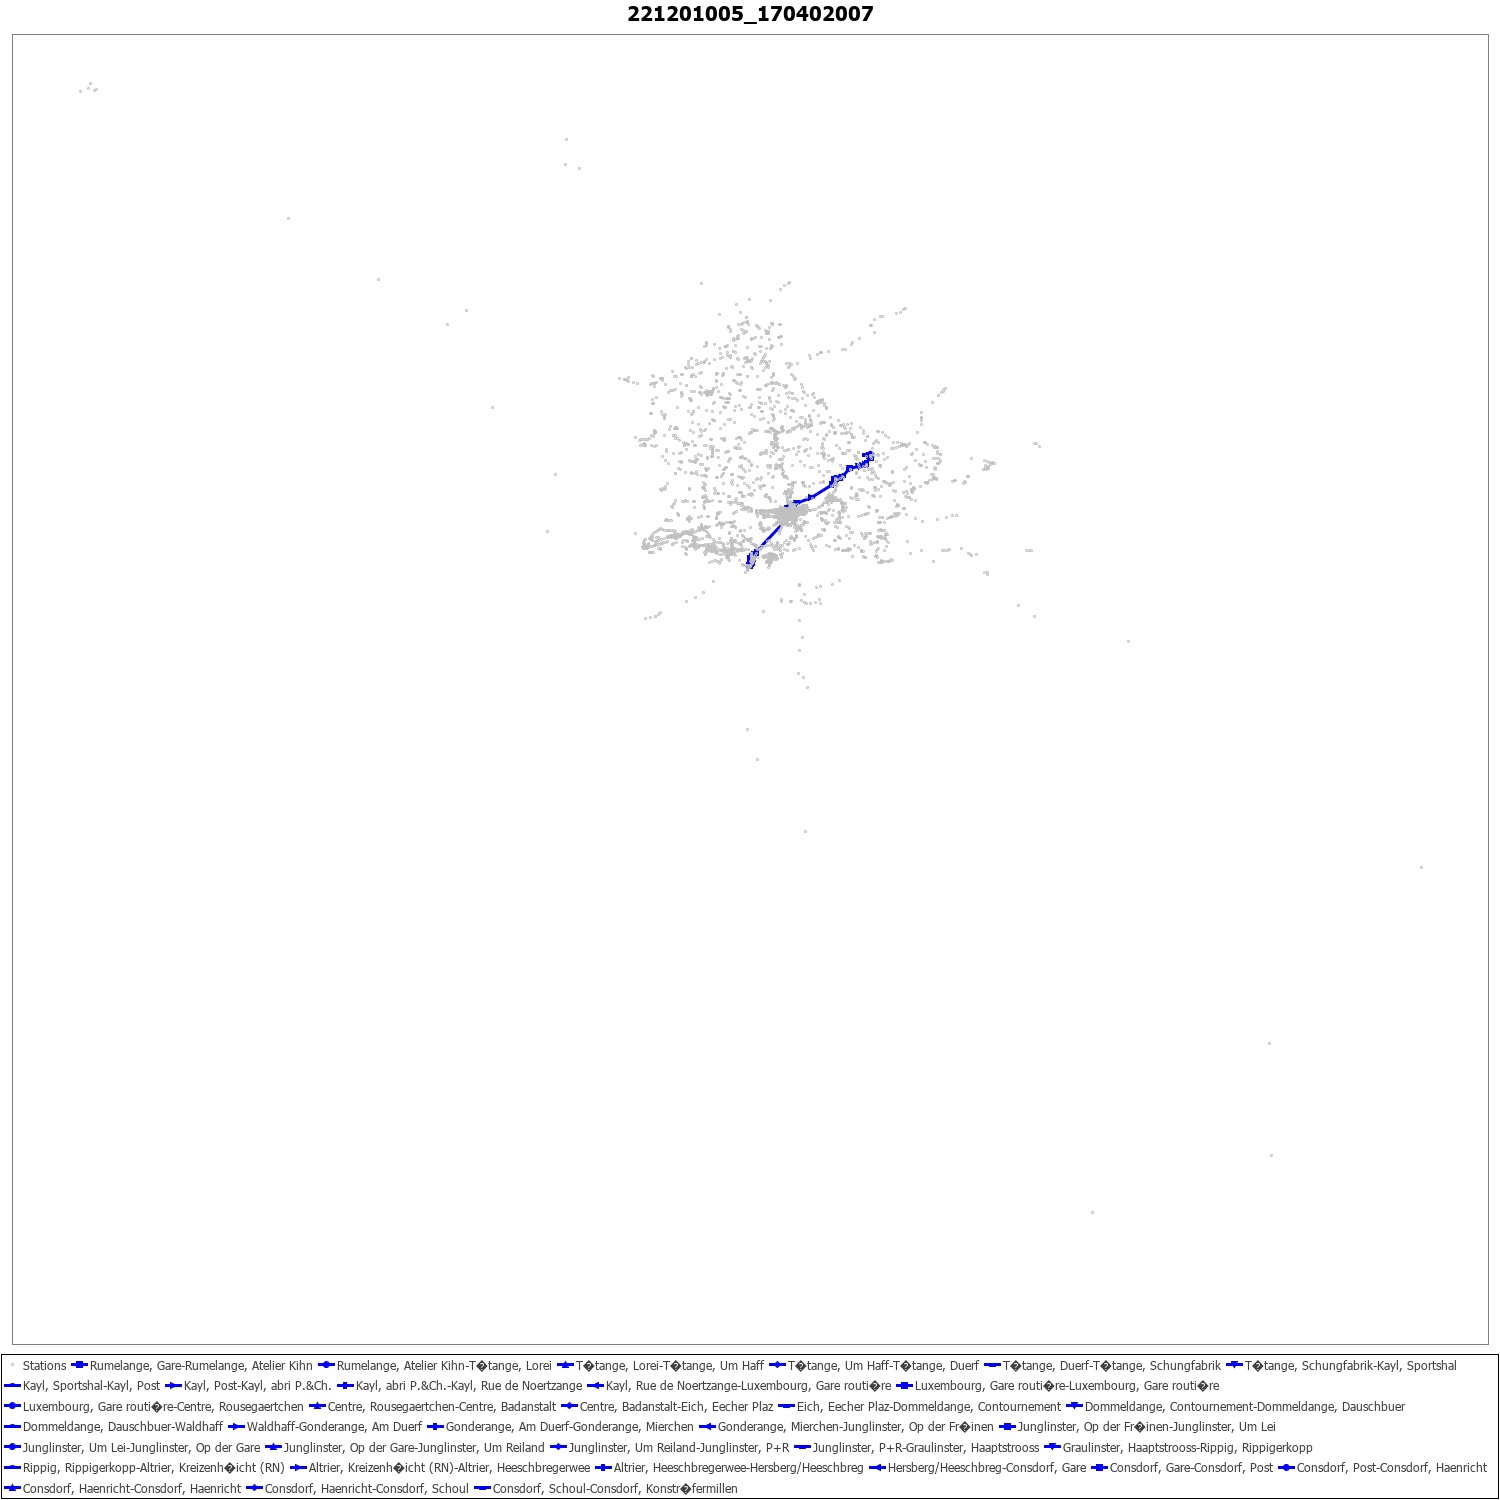 221201005_170402007
Stations Rumelange, Gare-Rumelange, Atelier Kihn Rumelange, Atelier Kihn-T�tange, Lorei T�tange, Lorei-T�tange, Um Haff T�tange, Um Haff-T�tange, Duerf T�tange, Duerf-T�tange, Schungfabrik T�tange, Schungfabrik-Kayl, Sportshal
Kayl, Sportshal-Kayl, Post Kayl, Post-Kayl, abri P.&Ch. Kayl, abri P.&Ch.-Kayl, Rue de Noertzange Kayl, Rue de Noertzange-Luxembourg, Gare routi�re Luxembourg, Gare routi�re-Luxembourg, Gare routi�re
Luxembourg, Gare routi�re-Centre, Rousegaertchen Centre, Rousegaertchen-Centre, Badanstalt Centre, Badanstalt-Eich, Eecher Plaz Eich, Eecher Plaz-Dommeldange, Contournement Dommeldange, Contournement-Dommeldange, Dauschbuer
Dommeldange, Dauschbuer-Waldhaff Waldhaff-Gonderange, Am Duerf Gonderange, Am Duerf-Gonderange, Mierchen Gonderange, Mierchen-Junglinster, Op der Fr�inen Junglinster, Op der Fr�inen-Junglinster, Um Lei
Junglinster, Um Lei-Junglinster, Op der Gare Junglinster, Op der Gare-Junglinster, Um Reiland Junglinster, Um Reiland-Junglinster, P+R Junglinster, P+R-Graulinster, Haaptstrooss Graulinster, Haaptstrooss-Rippig, Rippigerkopp
Rippig, Rippigerkopp-Altrier, Kreizenh�icht (RN) Altrier, Kreizenh�icht (RN)-Altrier, Heeschbregerwee Altrier, Heeschbregerwee-Hersberg/Heeschbreg Hersberg/Heeschbreg-Consdorf, Gare Consdorf, Gare-Consdorf, Post Consdorf, Post-Consdorf, Haenricht
Consdorf, Haenricht-Consdorf, Haenricht Consdorf, Haenricht-Consdorf, Schoul Consdorf, Schoul-Consdorf, Konstr�fermillen